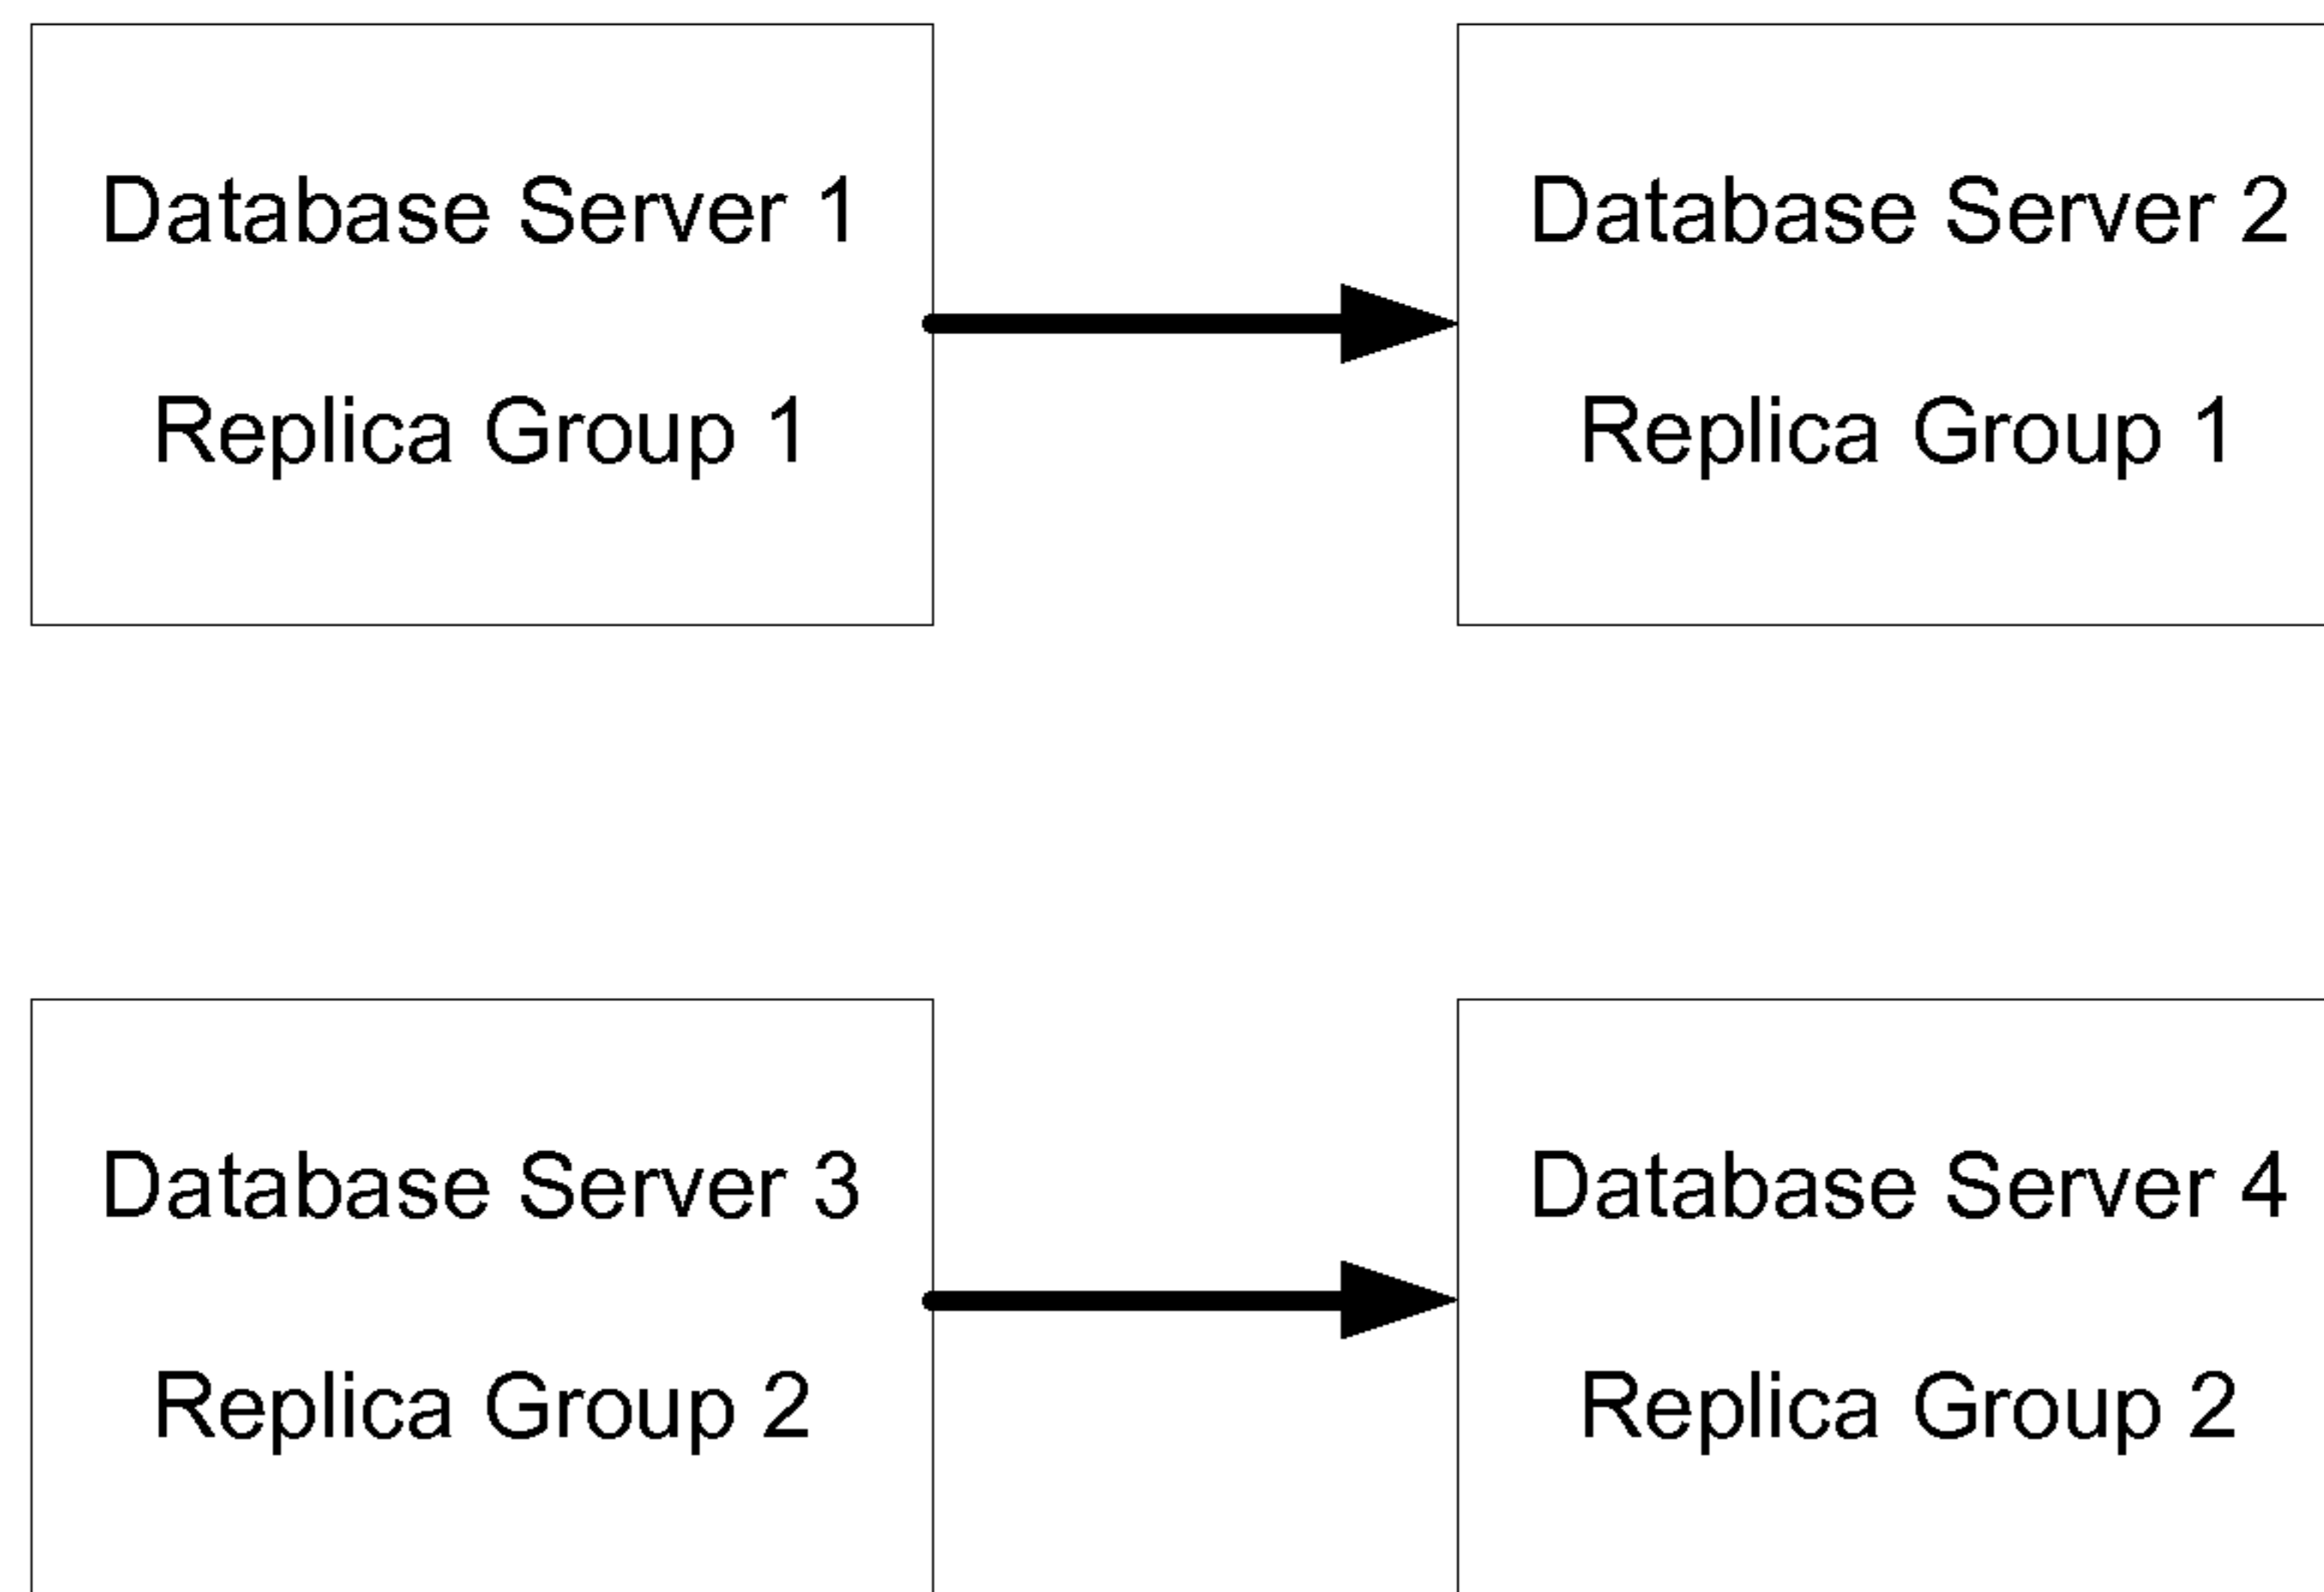 Database Server 1
Replica Group 1
Database Server 2
Replica Group 1
Database Server 3
Replica Group 2
Database Server 4
Replica Group 2